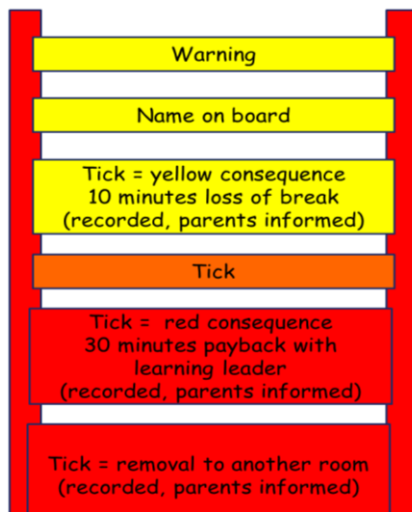 Warning
Name on board
Tick = yellow consequence
10 minutes loss of break
(recorded, parents informed)
Tick
Tick = red consequence
30 minutes payback with
learning leader
(recorded, parents informed)
Tick = removal to another room
(recorded, parents informed)